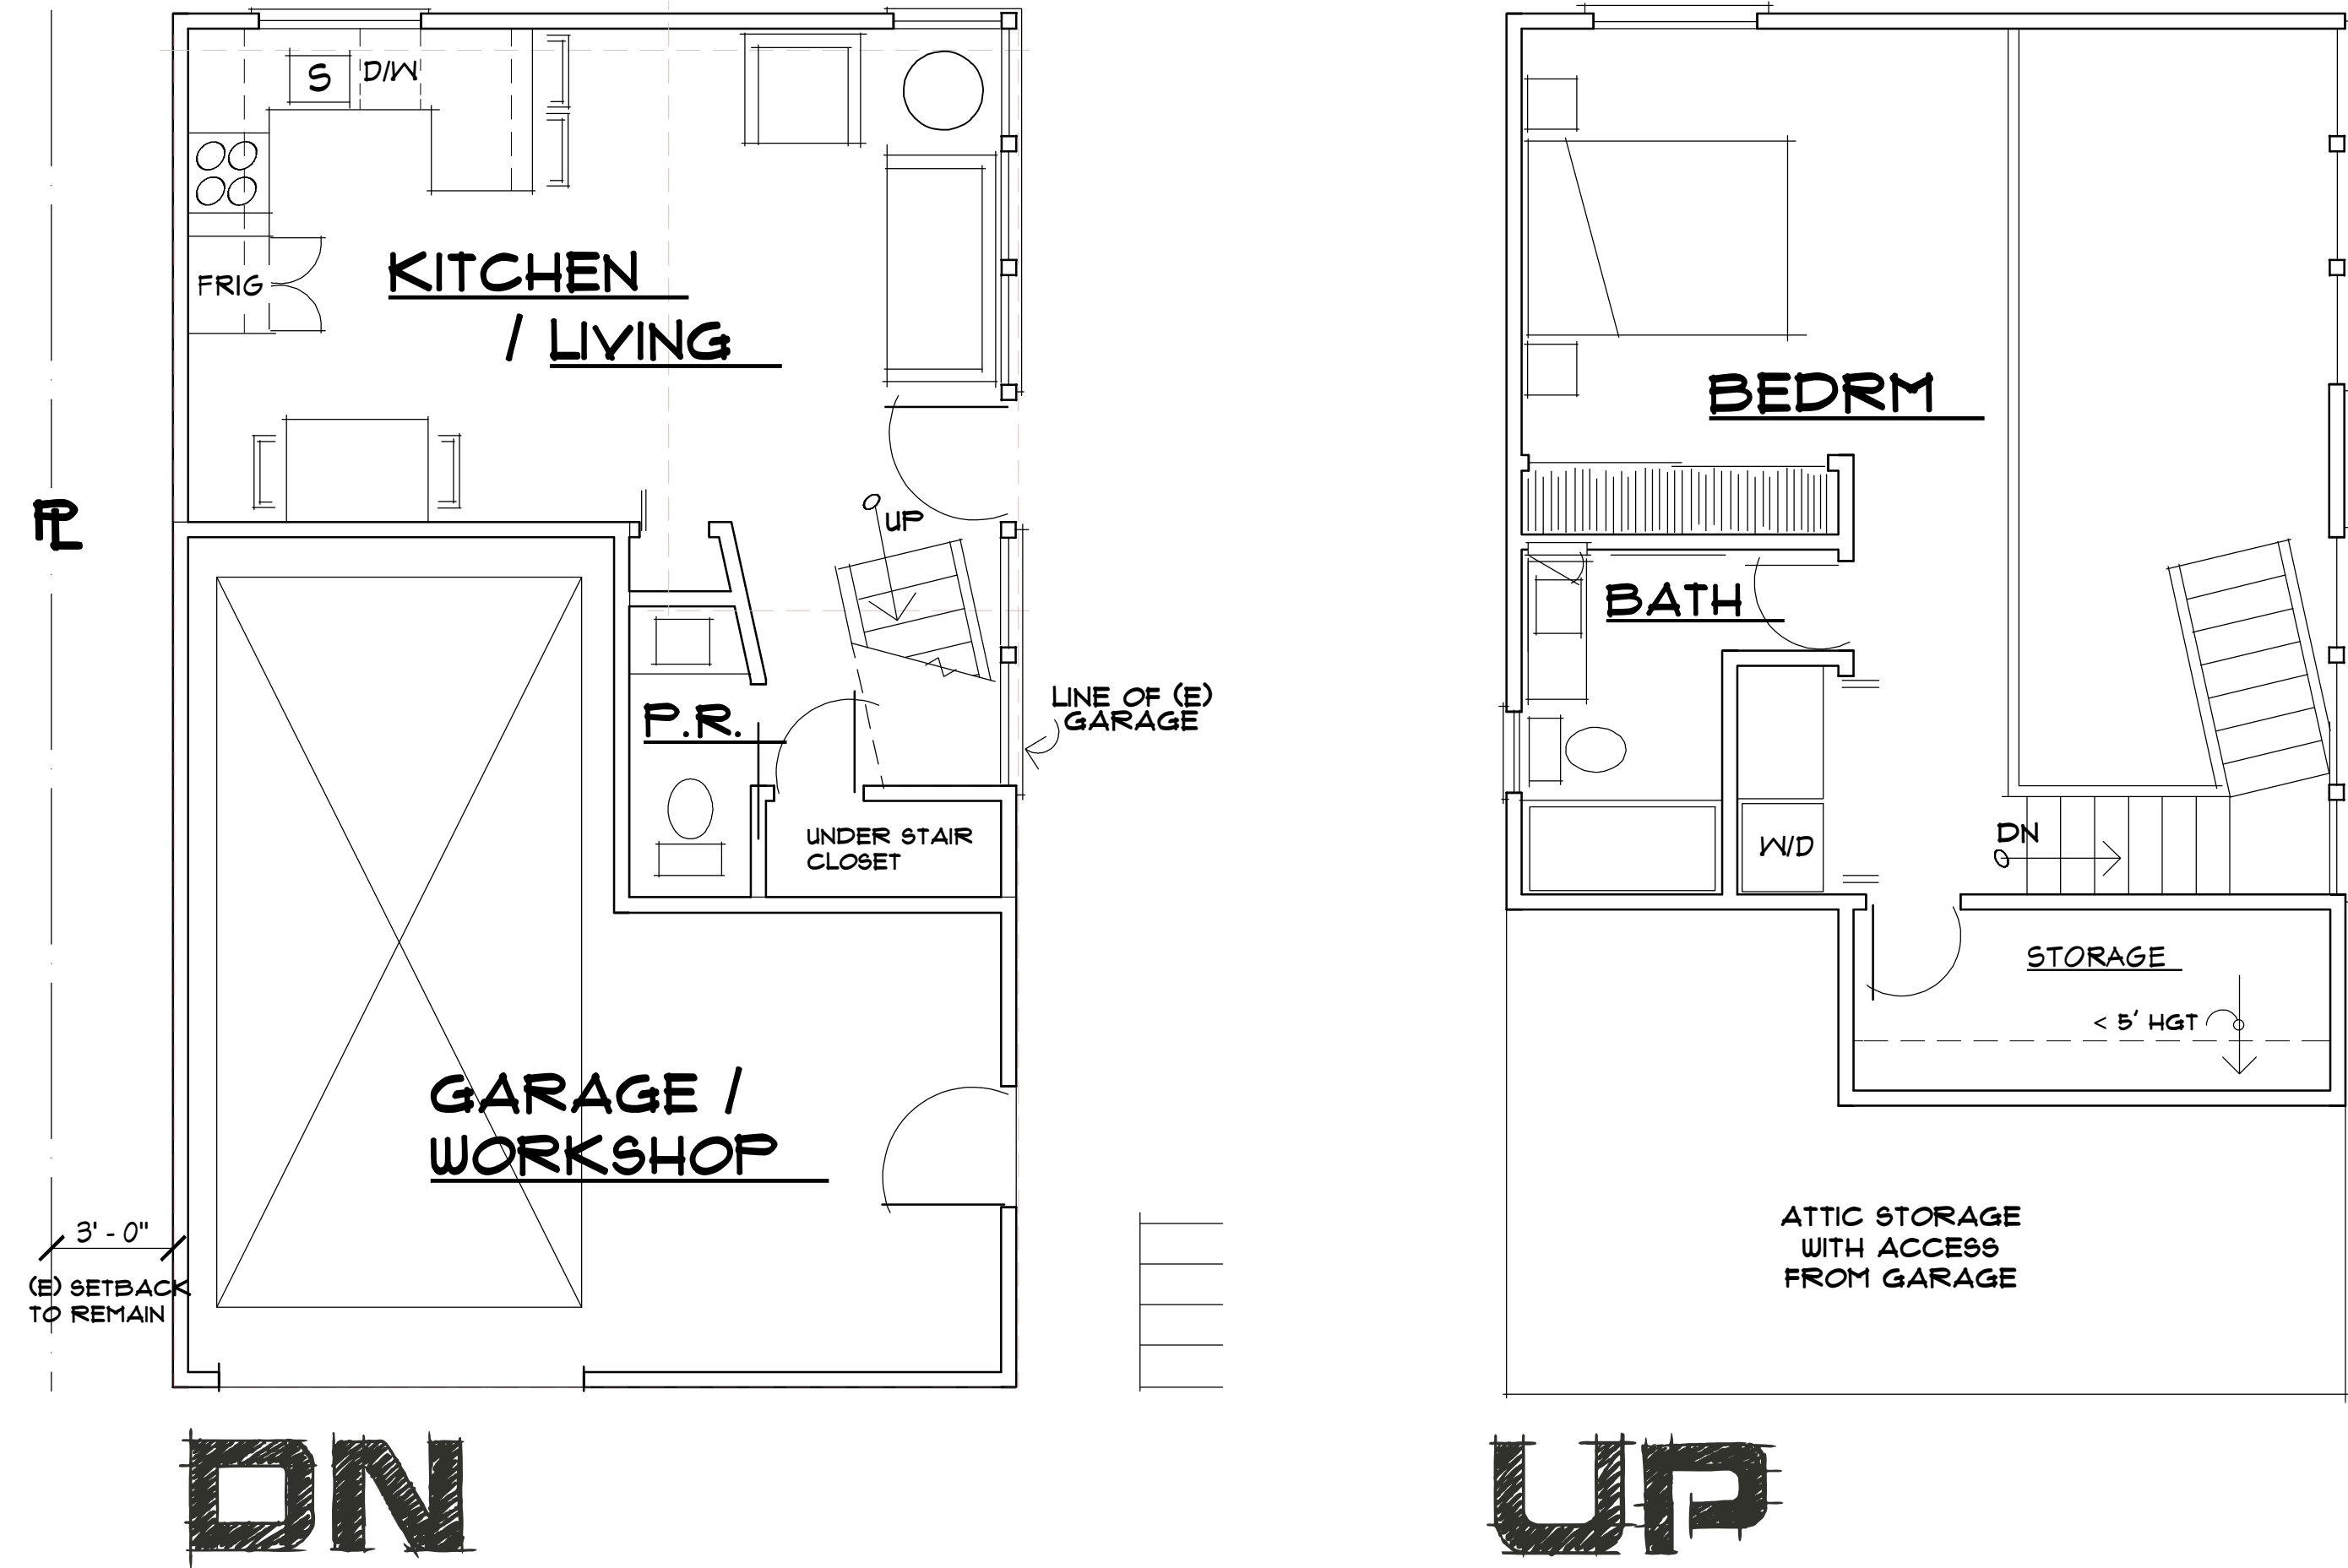 S
D/W
FRIG
KITCHEN
/ LIVING
PL
UP
P.R.
LINE OF (E)
GARAGE
UNDER STAIR
CLOSET
GARAGE /
WORKSHOP
3' - 0"
(E) SETBACK
TO REMAIN
DN
BEDRM
BATH
W/D
DN
STORAGE
< 5' HGT
ATTIC STORAGE
WITH ACCESS
FROM GARAGE
UP